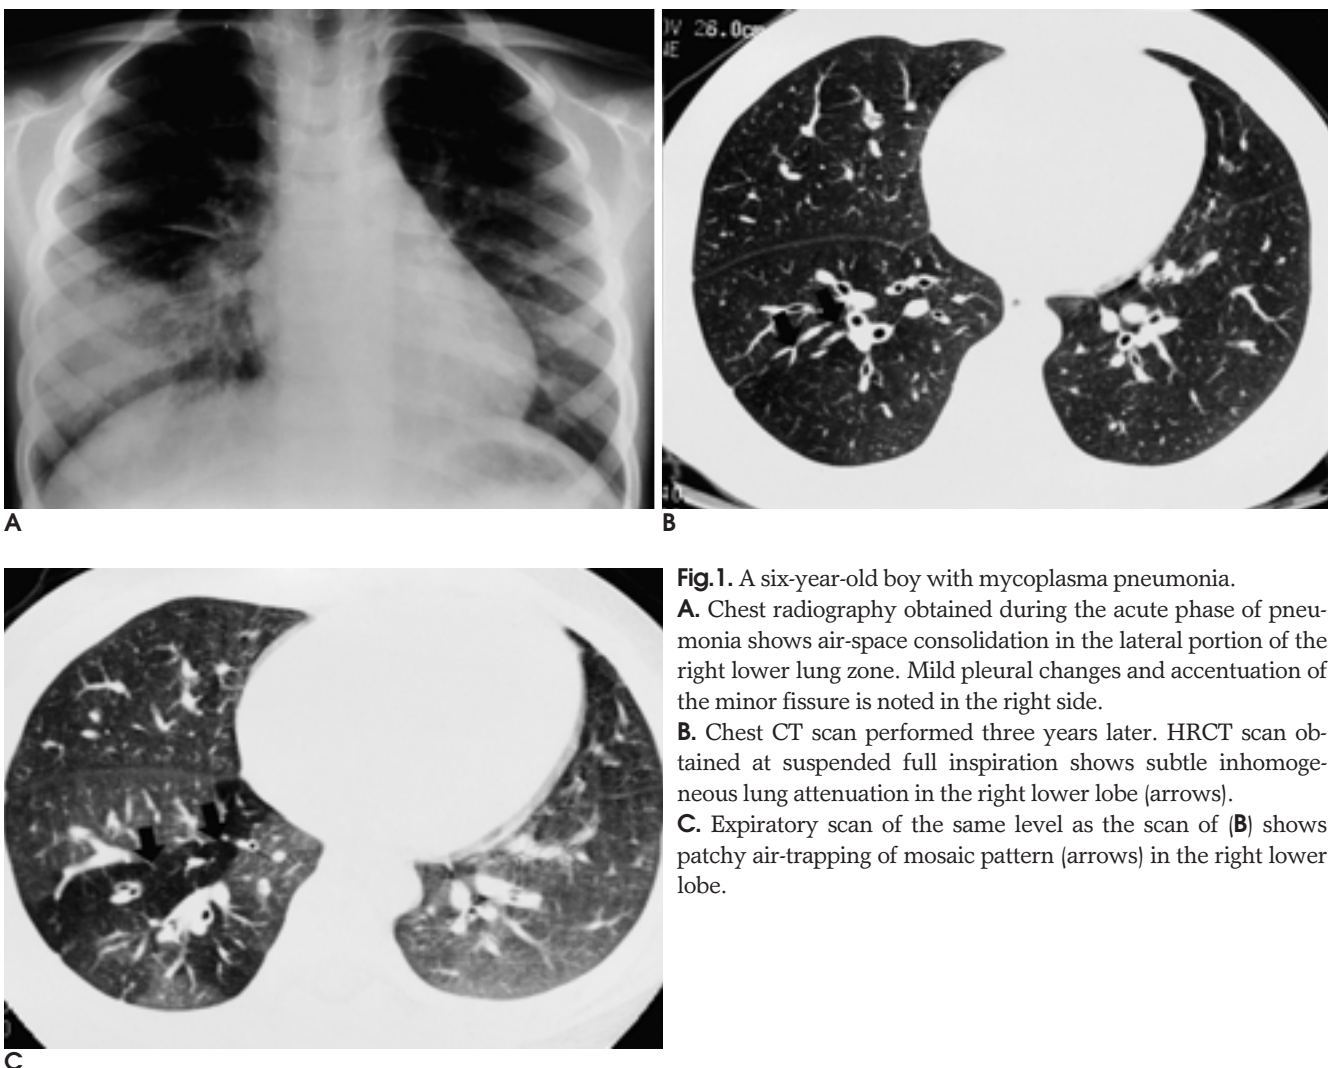 OV 26.0cm
NE
40
A
B
Fig.1. A six-year-old boy with mycoplasma pneumonia.
A. Chest radiography obtained during the acute phase of pneu-
monia shows air-space consolidation in the lateral portion of the
right lower lung zone. Mild pleural changes and accentuation of
the minor fissure is noted in the right side.
B. Chest CT scan performed three years later. HRCT scan ob-
tained at suspended full inspiration shows subtle inhomoge-
neous lung attenuation in the right lower lobe (arrows).
C. Expiratory scan of the same level as the scan of (B) shows
patchy air-trapping of mosaic pattern (arrows) in the right lower
lobe.
C